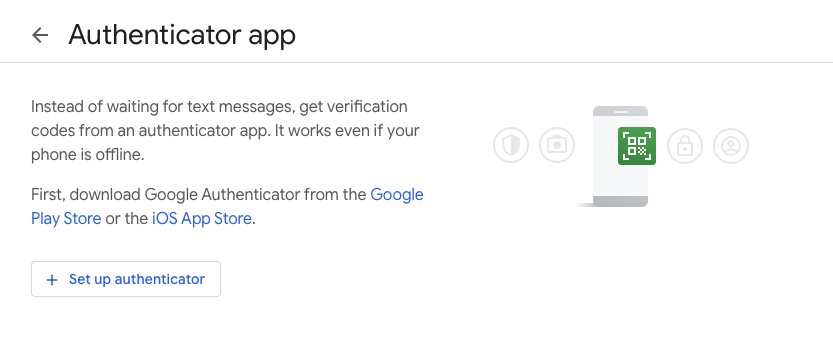 Authenticator app
Instead of waiting for text messages, get verification
codes from an authenticator app. It works even if your
phone is offline.
First, download Google Authenticator from the Google
Play Store or the iOS App Store.
+ Set up authenticator